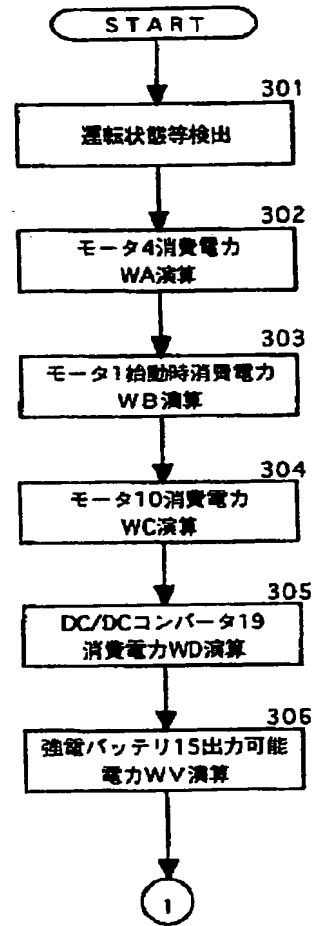 START
301
運転状態等検出
302
モータ4消費電力
WA演算
303
モータ1始動時消費電力
WB演算
304
モータ10消費電力
WC演算
305
DC/DCコンバータ19
消費電力WD演算
306
強電バッテリ15出力可能
電力WV演算
1